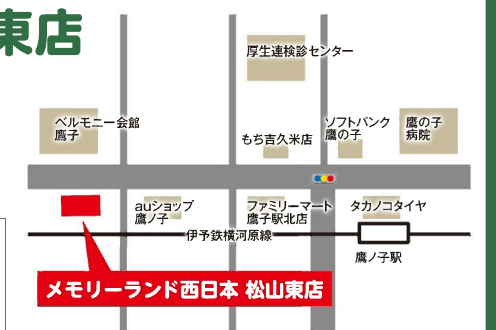 東店
厚生連検診センター
ベルモニー会館
鷹子
もち吉久米店
ソフトバンク
鷹の子
鷹の子
病院
auショップ
鷹ノ子
ファミリーマート
鷹子駅北店
タカノコタイヤ
伊予鉄横河原線
鷹ノ子駅
メモリーランド西日本 松山東店